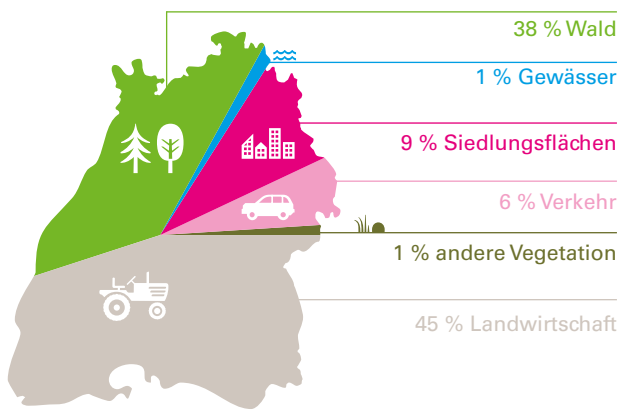 38 % Wald
1 % Gewässer
9 % Siedlungsflächen
6 % Verkehr
1 % andere Vegetation
45 % Landwirtschaft